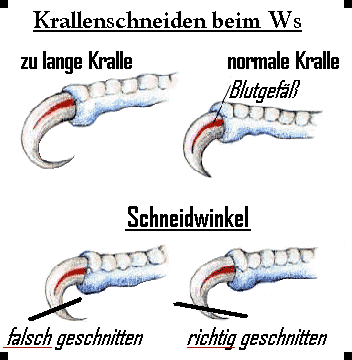 Krallenschneiden beim Ws
zu lange Kralle
normale Kralle
Blutgefäß
Schneidwinkel
falsch geschnitten
richtig geschnitten